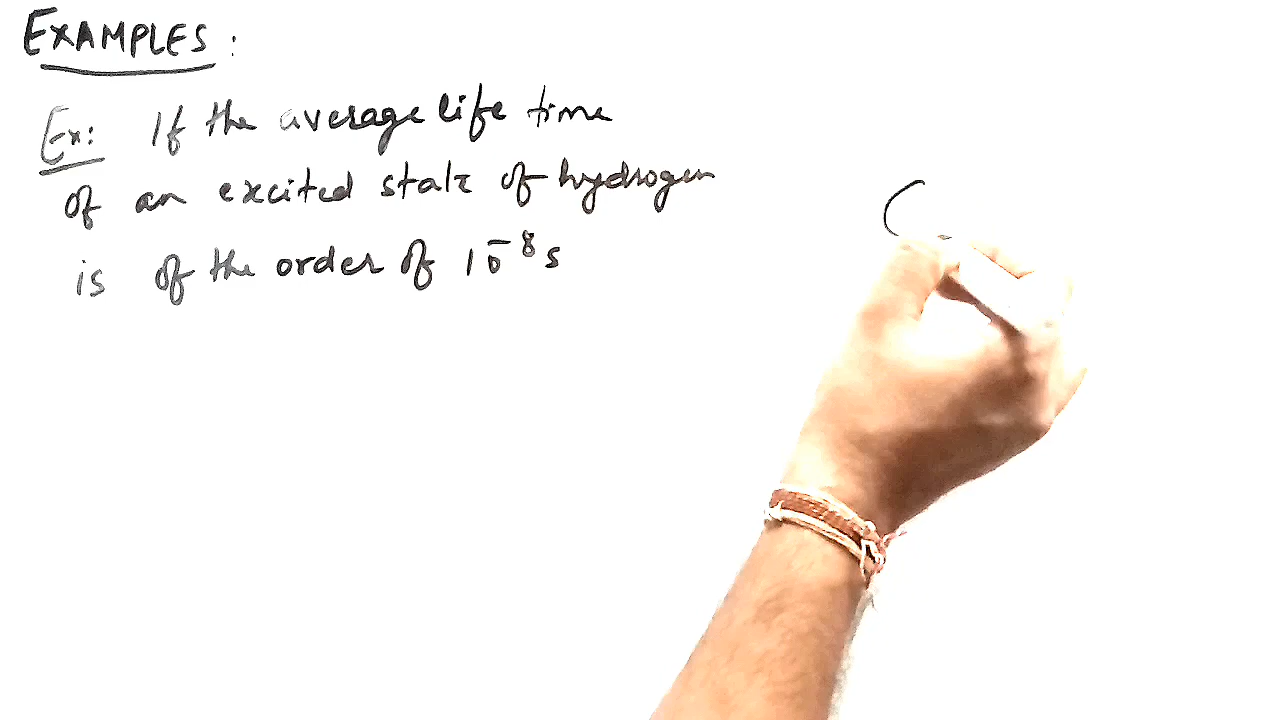 EXAMPLES:
Ex: If the average life time
of an excited state of hydrogen
is of the order of 10⁻⁸ s